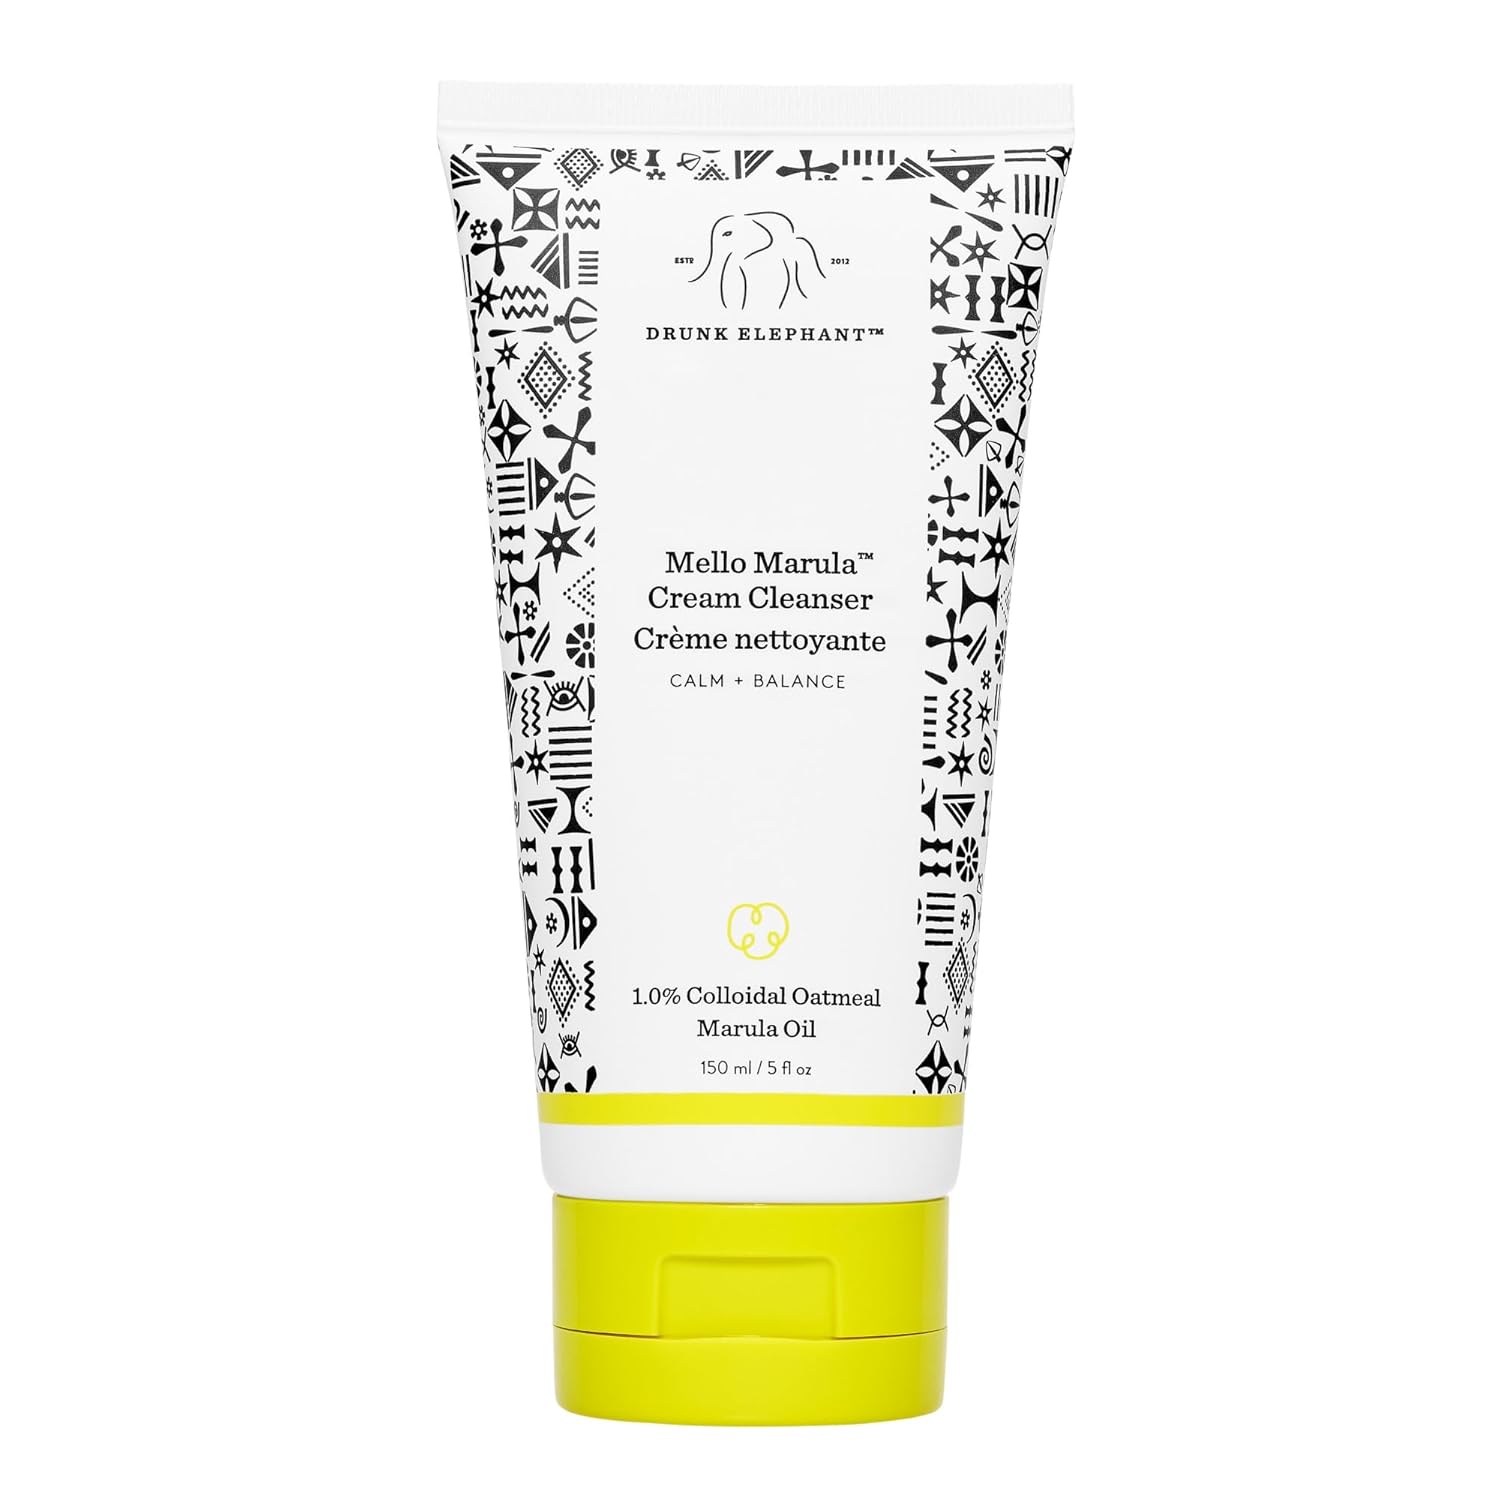 ESTD 2012
DRUNK ELEPHANT™
Mello Marula™
Cream Cleanser
Crème nettoyante
CALM + BALANCE
1.0% Colloidal Oatmeal
Marula Oil
150 ml / 5 fl oz